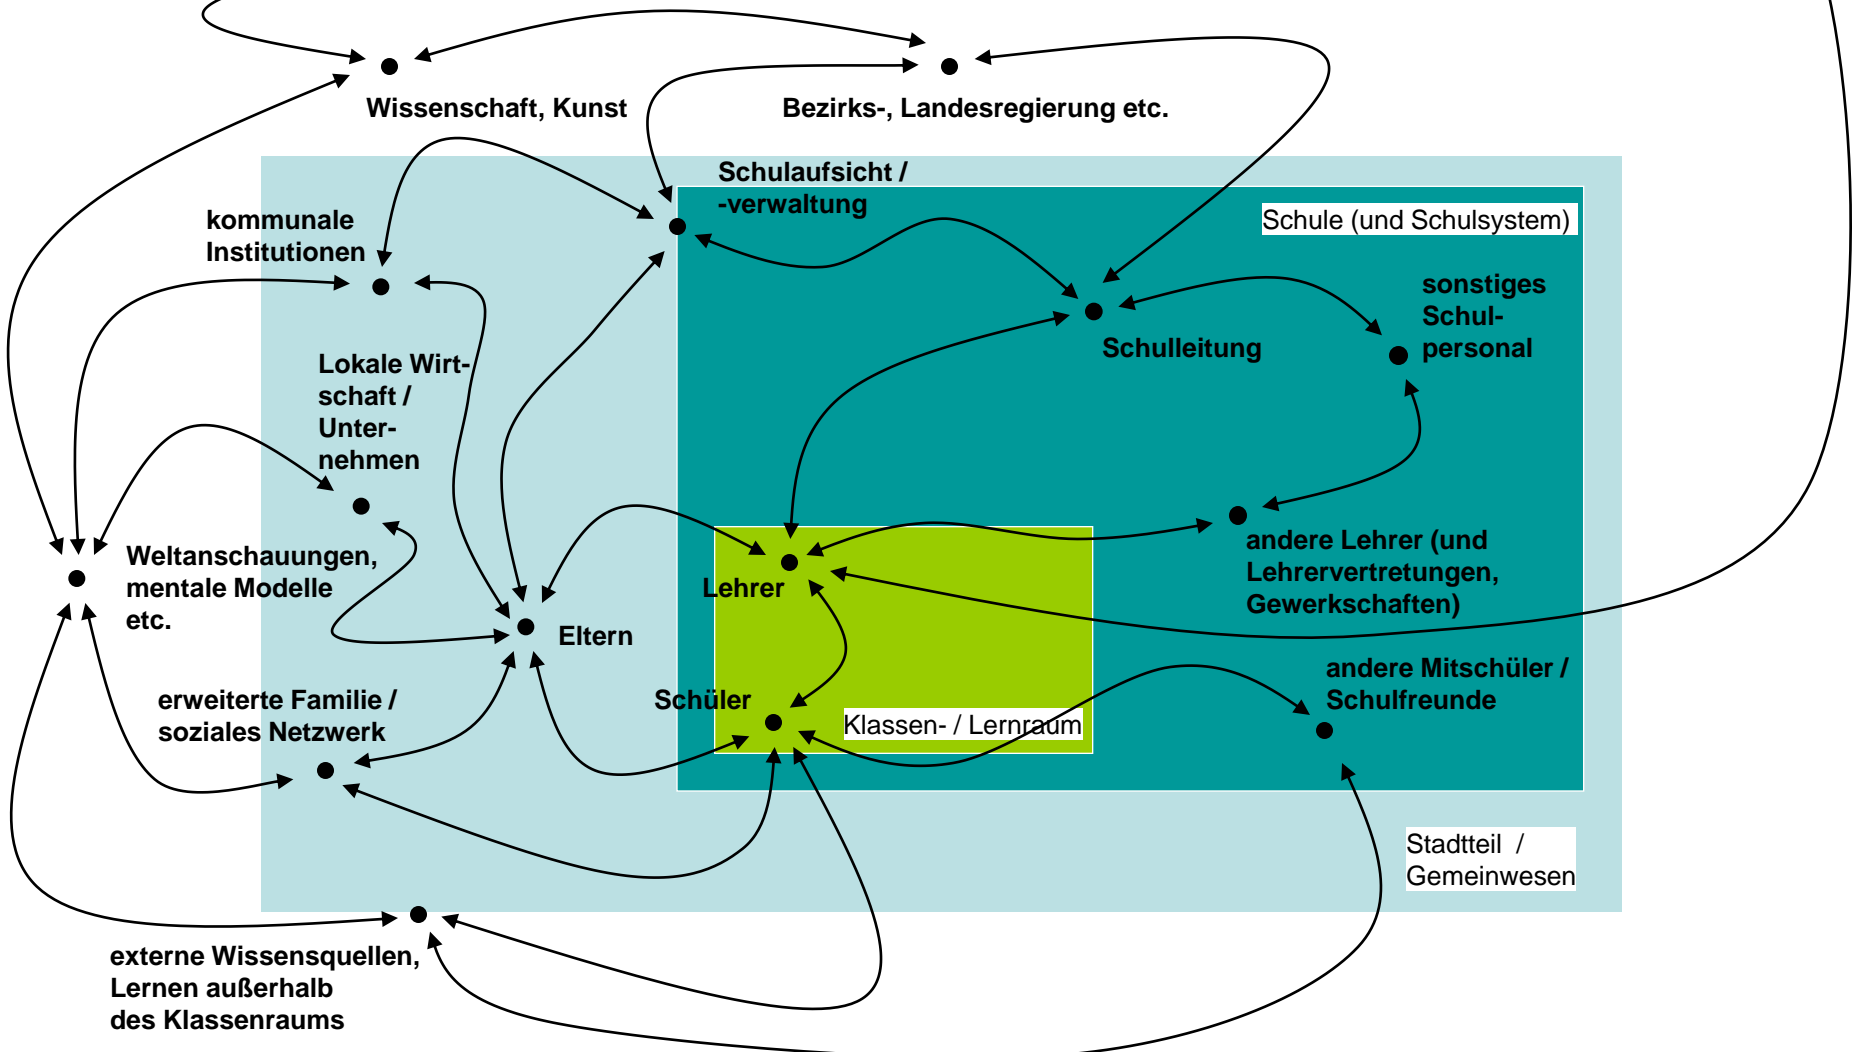 Wissenschaft, Kunst
Bezirks-, Landesregierung etc.
Schulaufsicht /
-verwaltung
kommunale
Institutionen
Schule (und Schulsystem)
sonstiges
Schul-
personal
Schulleitung
Lokale Wirt-
schaft /
Unter-
nehmen
Weltanschauungen,
mentale Modelle
etc.
andere Lehrer (und
Lehrervertretungen,
Gewerkschaften)
Lehrer
Eltern
andere Mitschüler /
Schulfreunde
erweiterte Familie /
soziales Netzwerk
Schüler
Klassen- / Lernraum
Stadtteil /
Gemeinwesen
externe Wissensquellen,
Lernen außerhalb
des Klassenraums